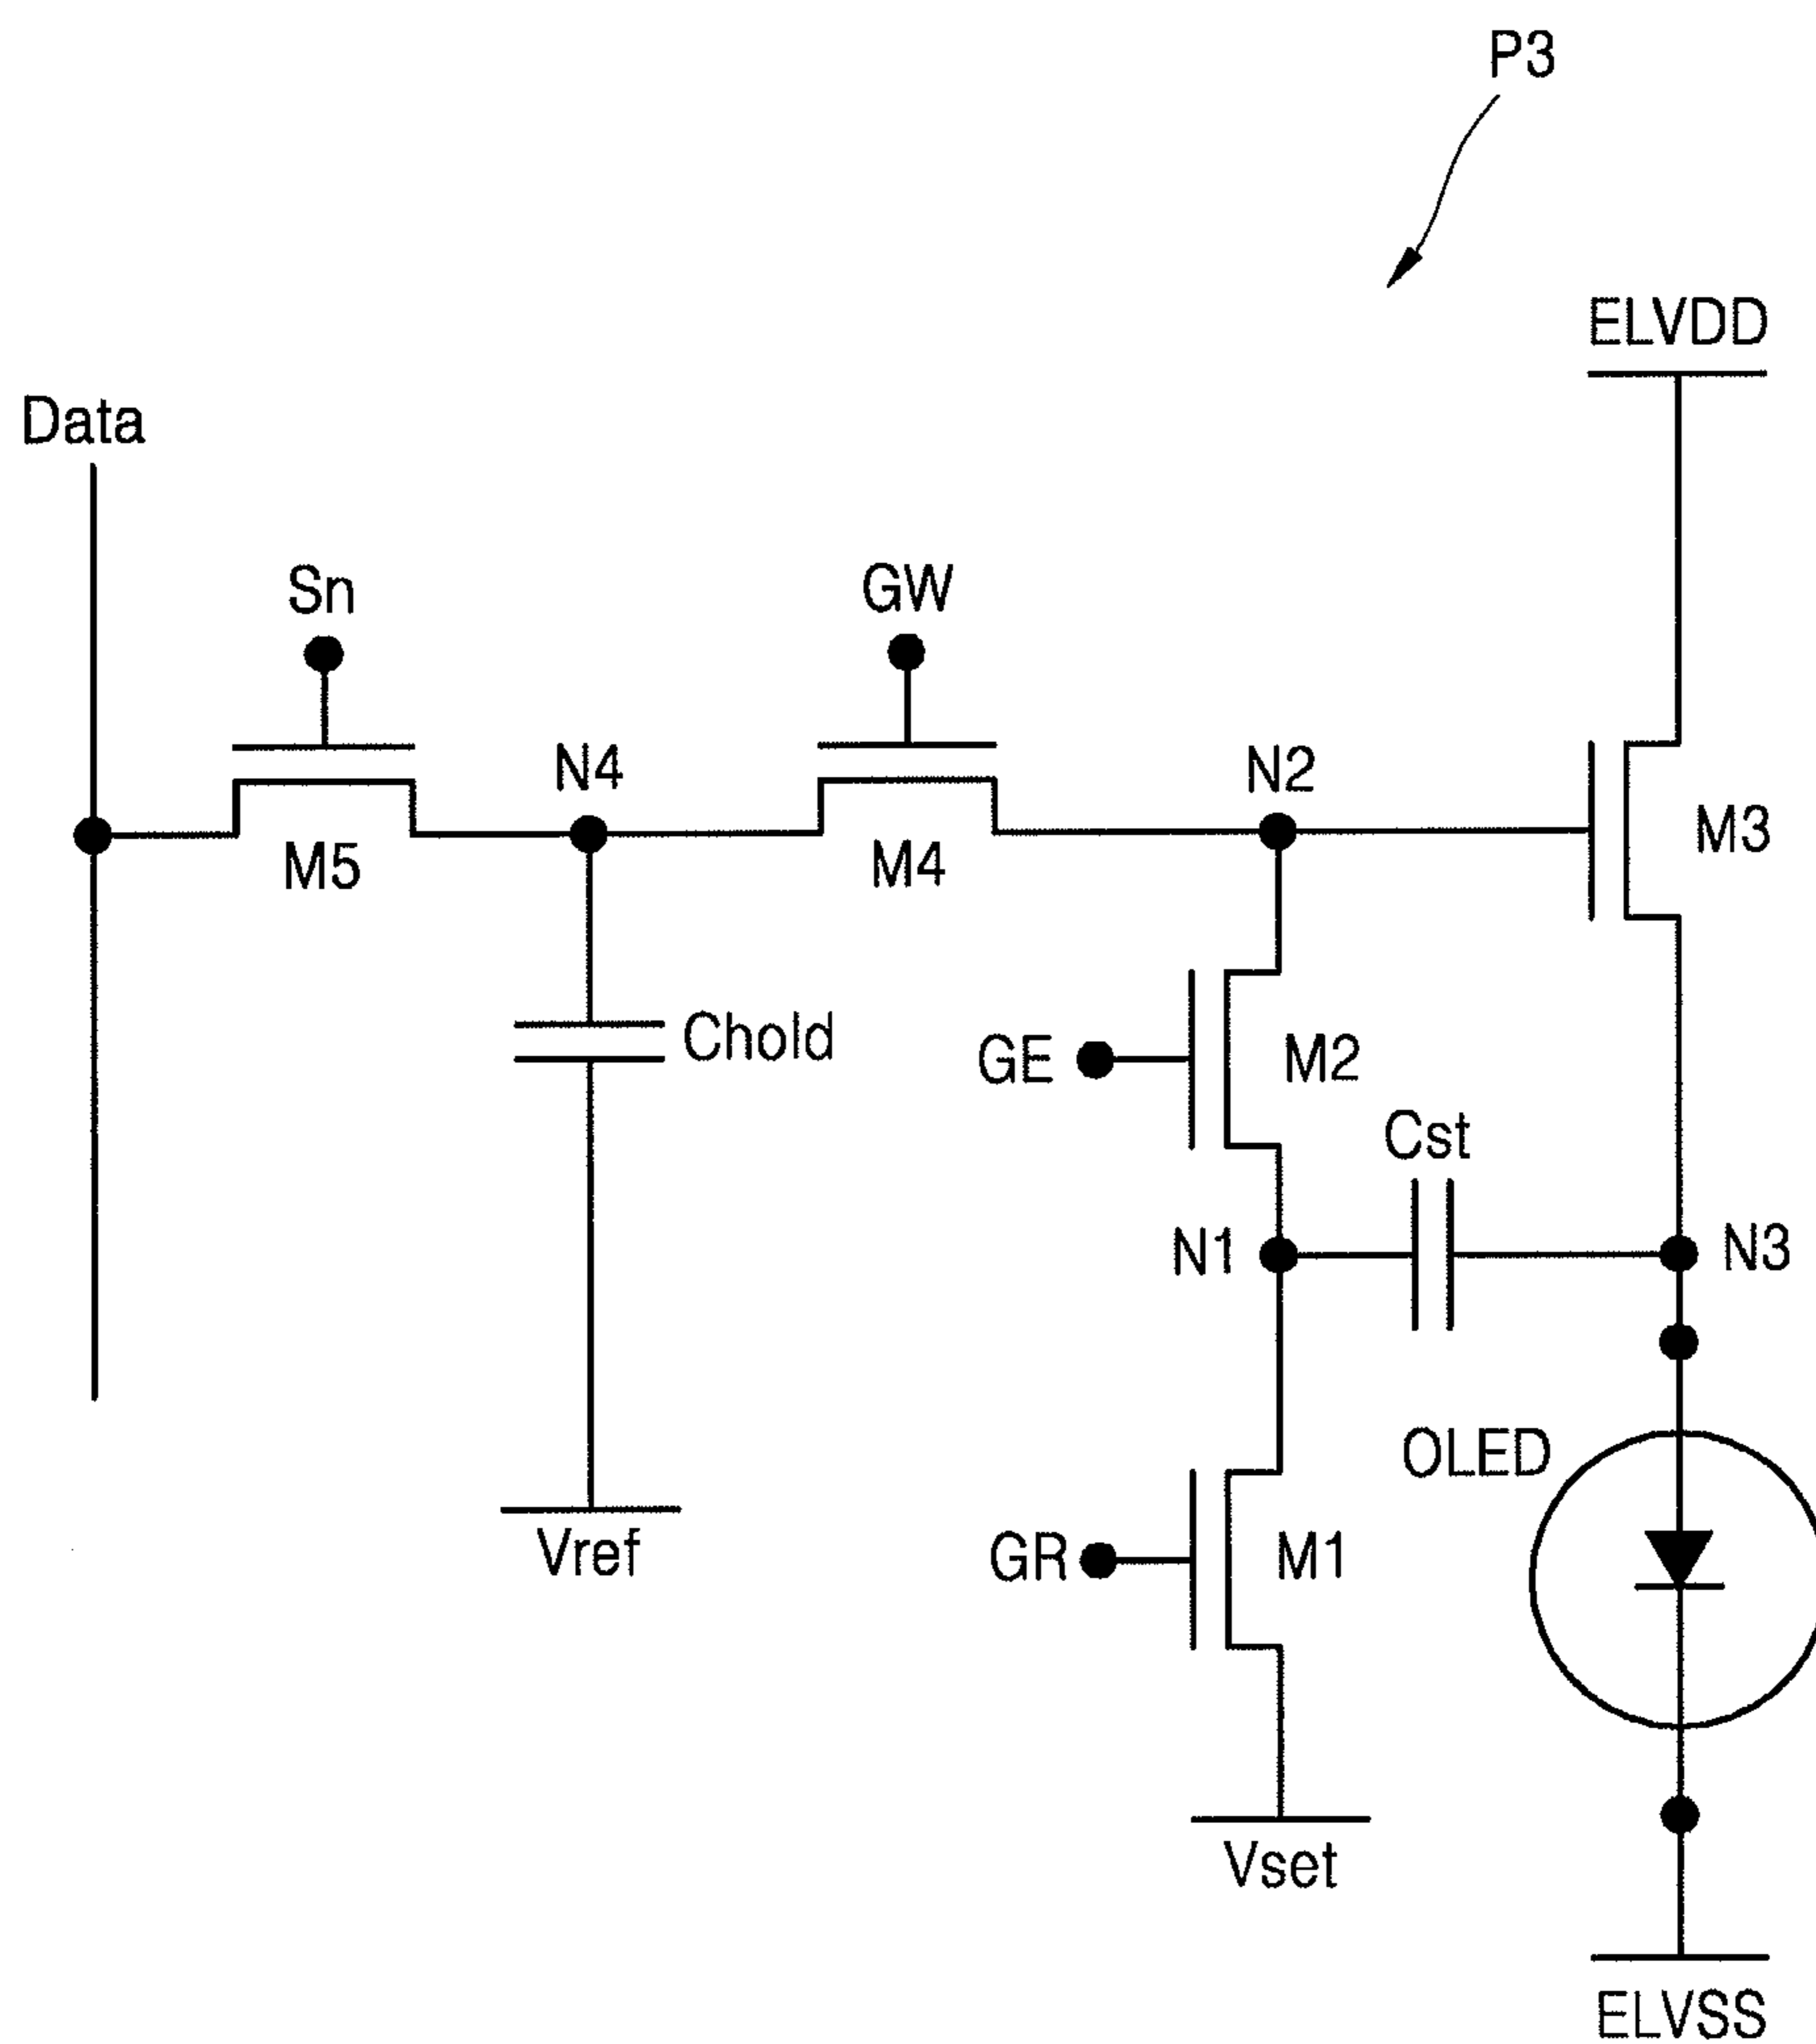 P3
ELVDD
Data
Sn
GW
N4
N2
M5
M4
M3
Chold
GE
M2
Cst
N1
N3
OLED
Vref
GR
M1
Vset
ELVSS